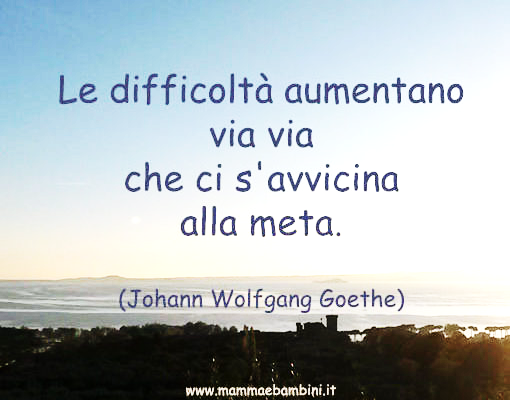 Le difficoltà aumentano
via via
che ci s'avvicina
alla meta.
(Johann Wolfgang Goethe)
www.mammaebambini.it